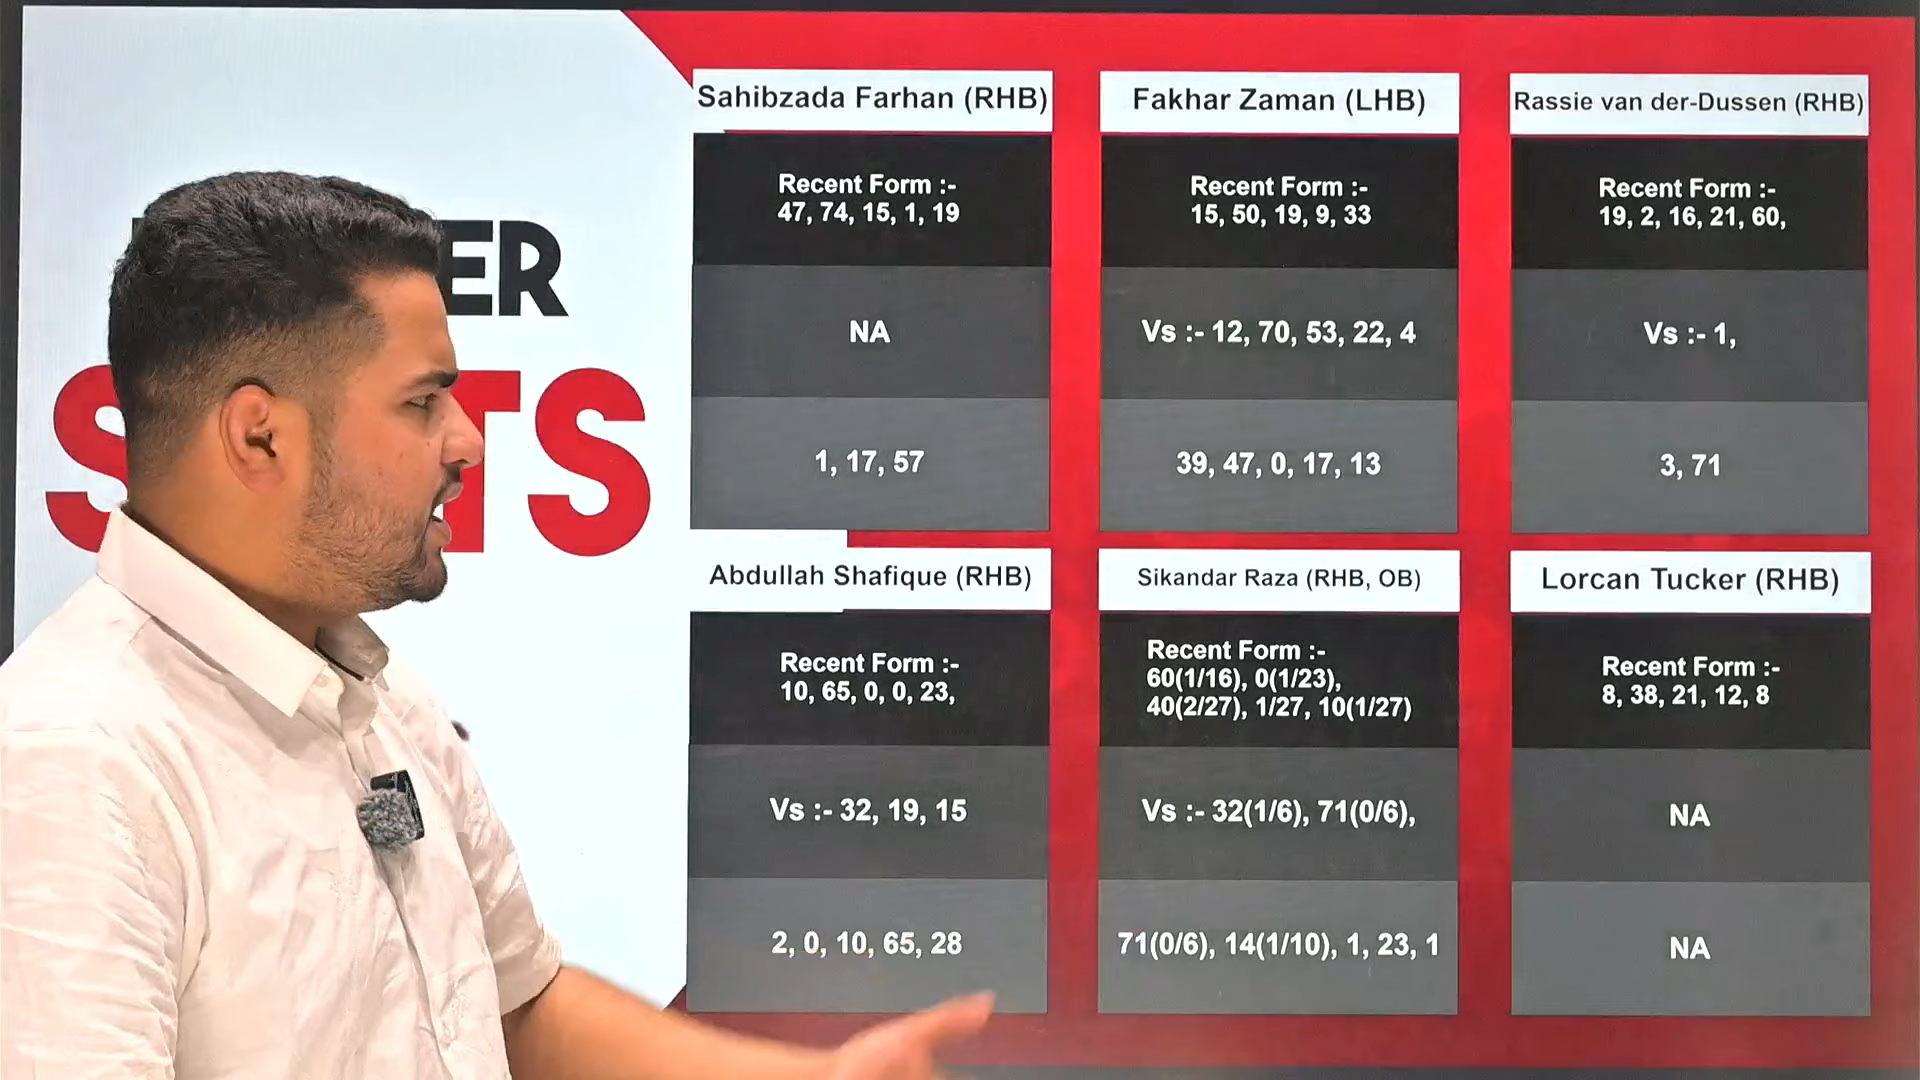 ER
S TS
Sahibzada Farhan (RHB)
Recent Form :-
47, 74, 15, 1, 19
NA
1, 17, 57
Fakhar Zaman (LHB)
Recent Form :-
15, 50, 19, 9, 33
Vs :- 12, 70, 53, 22, 4
39, 47, 0, 17, 13
Rassie van der-Dussen (RHB)
Recent Form :-
19, 2, 16, 21, 60,
Vs :- 1,
3, 71
Abdullah Shafique (RHB)
Recent Form :-
10, 65, 0, 0, 23,
Vs :- 32, 19, 15
2, 0, 10, 65, 28
Sikandar Raza (RHB, OB)
Recent Form :-
60(1/16), 0(1/23),
40(2/27), 1/27, 10(1/27)
Vs :- 32(1/6), 71(0/6),
71(0/6), 14(1/10), 1, 23, 1
Lorcan Tucker (RHB)
Recent Form :-
8, 38, 21, 12, 8
NA
NA